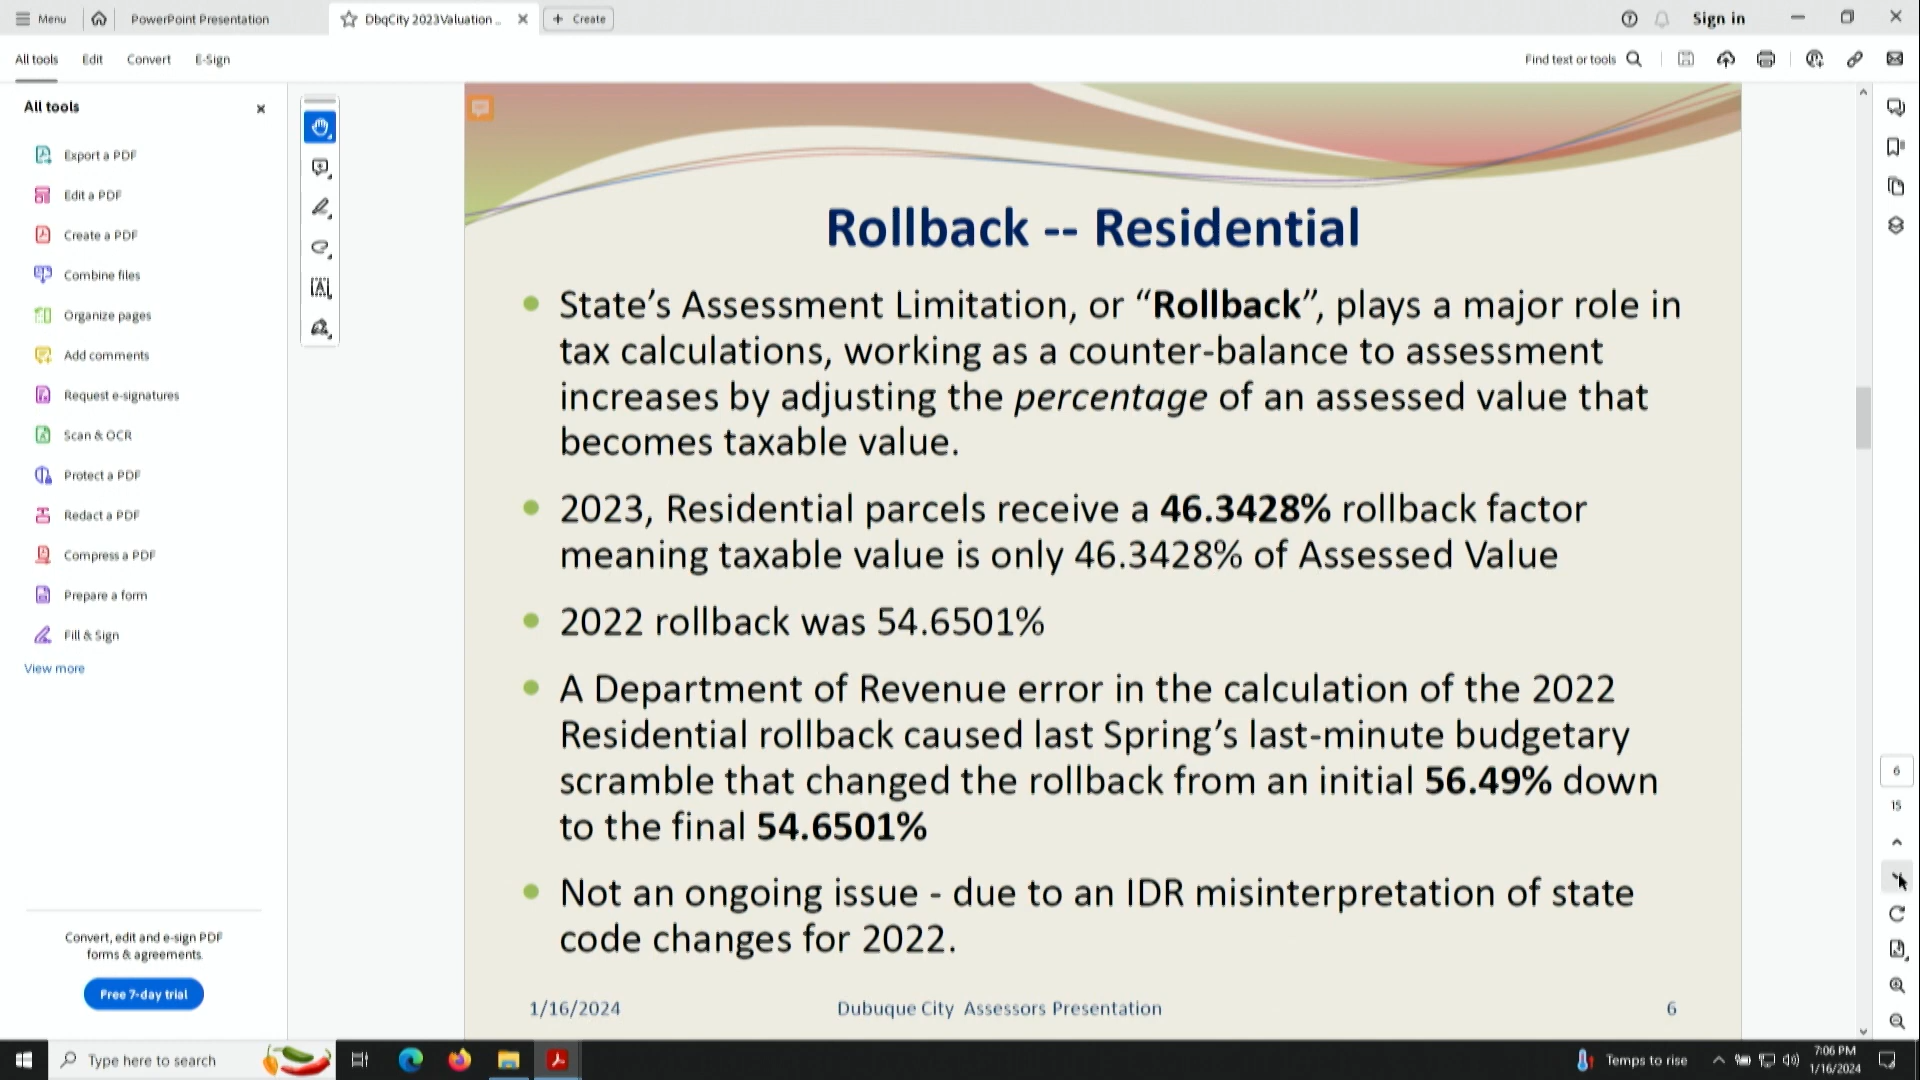 Menu
PowerPoint Presentation
DbqCity 2023Valuation ..
+ Create
Sign in
All tools
Edit
Convert
E-Sign
Find text or tools
All tools
Export a PDF
Edit a PDF
Create a PDF
Combine files
Organize pages
Add comments
Request e-signatures
Scan & OCR
Protect a PDF
Redact a PDF
Compress a PDF
Prepare a form
Fill & Sign
View more
Convert, edit and e-sign PDF
forms & agreements
Free 7-day trial
Rollback -- Residential
State’s Assessment Limitation, or “Rollback”, plays a major role in
tax calculations, working as a counter-balance to assessment
increases by adjusting the percentage of an assessed value that
becomes taxable value.
2023, Residential parcels receive a 46.3428% rollback factor
meaning taxable value is only 46.3428% of Assessed Value
2022 rollback was 54.6501%
A Department of Revenue error in the calculation of the 2022
Residential rollback caused last Spring’s last-minute budgetary
scramble that changed the rollback from an initial 56.49% down
to the final 54.6501%
Not an ongoing issue - due to an IDR misinterpretation of state
code changes for 2022.
1/16/2024
Dubuque City Assessors Presentation
6
6
15
Type here to search
Temps to rise
7:06 PM
1/16/2024